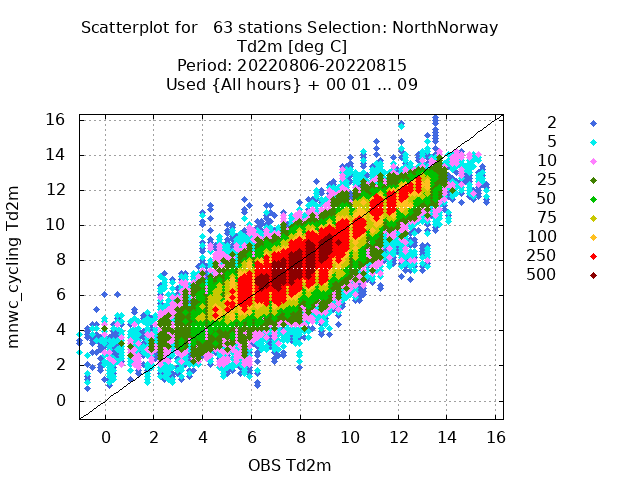 Scatterplot for   63 stations Selection: NorthNorway
Td2m [deg C]
Period: 20220806-20220815
Used {All hours} + 00 01 ... 09
mnwc_cycling Td2m
16
14
12
10
8
6
4
2
0
0 2 4 6 8 10 12 14 16
OBS Td2m
2
5
10
25
50
75
100
250
500